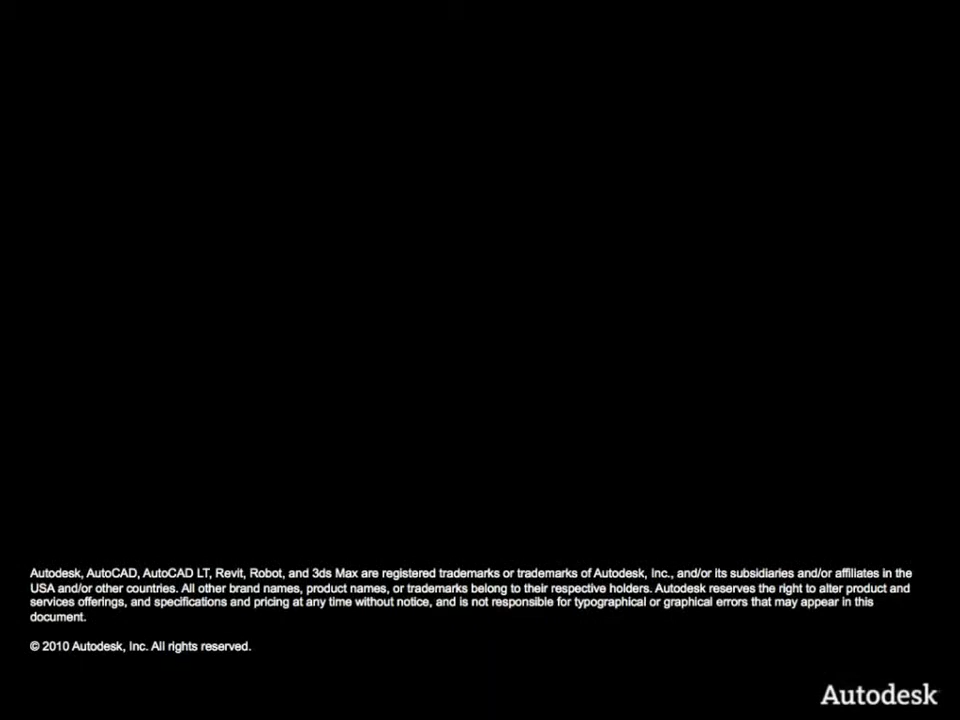 Autodesk, AutoCAD, AutoCAD LT, Revit, Robot, and 3ds Max are registered trademarks or trademarks of Autodesk, Inc., and/or its subsidiaries and/or affiliates in the
USA and/or other countries. All other brand names, product names, or trademarks belong to their respective holders. Autodesk reserves the right to alter product and
services offerings, and specifications and pricing at any time without notice, and is not responsible for typographical or graphical errors that may appear in this
document.
© 2010 Autodesk, Inc. All rights reserved.
Autodesk